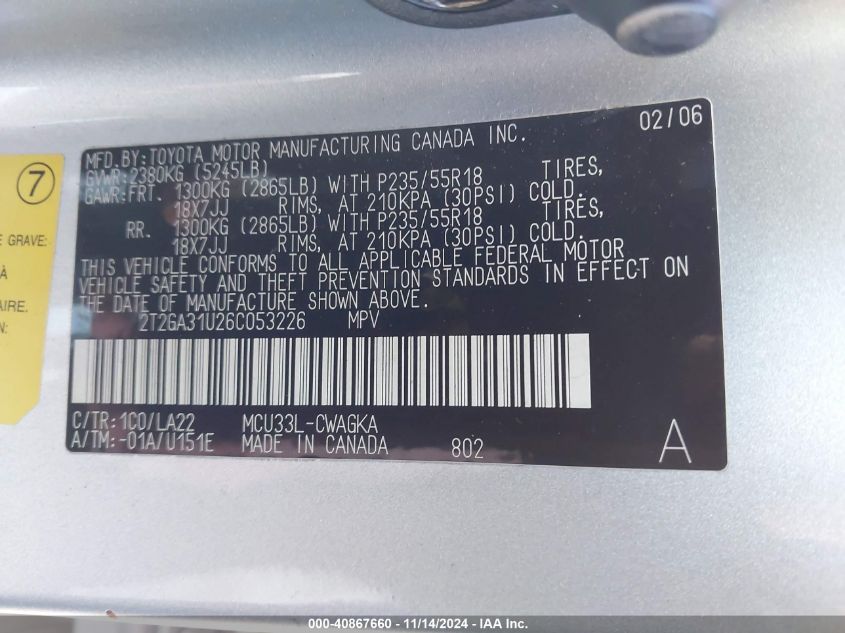 02/06
MFD.BY:TOYOTA MOTOR MANUFACTURING CANADA INC.
GVWR:2380KG (5245LB)
GAWR:FRT. 1300KG (2865LB) WITH P235/55R18 TIRES,
18X7JJ RIMS, AT 210KPA (30PSI) COLD.
RR. 1300KG (2865LB) WITH P235/55R18 TIRES,
18X7JJ RIMS, AT 210KPA (30PSI) COLD.
THIS VEHICLE CONFORMS TO ALL APPLICABLE FEDERAL MOTOR
VEHICLE SAFETY AND THEFT PREVENTION STANDARDS IN EFFECT ON
THE DATE OF MANUFACTURE SHOWN ABOVE.
2T2GA31U26C053226 MPV
C/TR:1C0/LA22 MCU33L-CWAGKA
A/TM:-01A/U151E MADE IN CANADA 802 A
7
E GRAVE:
À
AIRE.
N:
000-40867660 - 11/14/2024 - IAA Inc.